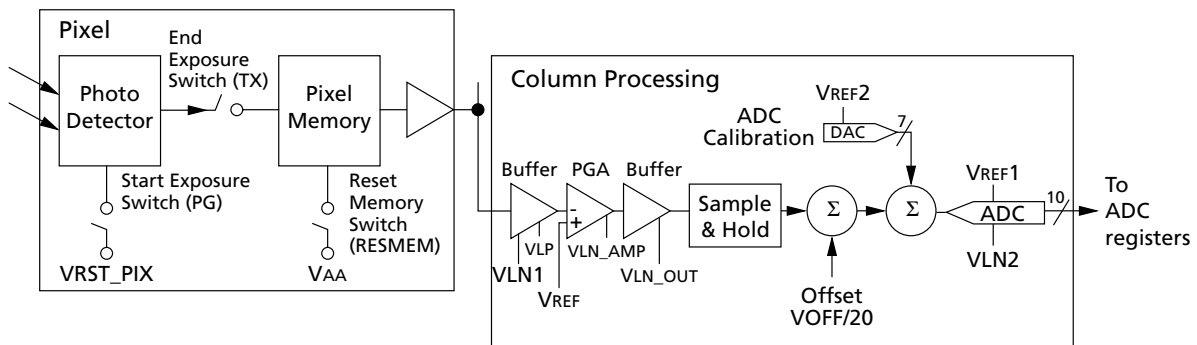 Pixel
End
Exposure
Switch (TX)
Photo
Detector
Pixel
Memory
Start Exposure
Switch (PG)
Reset
Memory
Switch
(RESMEM)
VRST_PIX
VAA
Column Processing
VREF2
ADC
Calibration
DAC
7
Buffer
PGA
Buffer
-
+
VLP
VLN_AMP
VLN1
VREF
VLN_OUT
Sample
& Hold
Σ
Σ
Offset
VOFF/20
VREF1
ADC
10
VLN2
To
ADC
registers